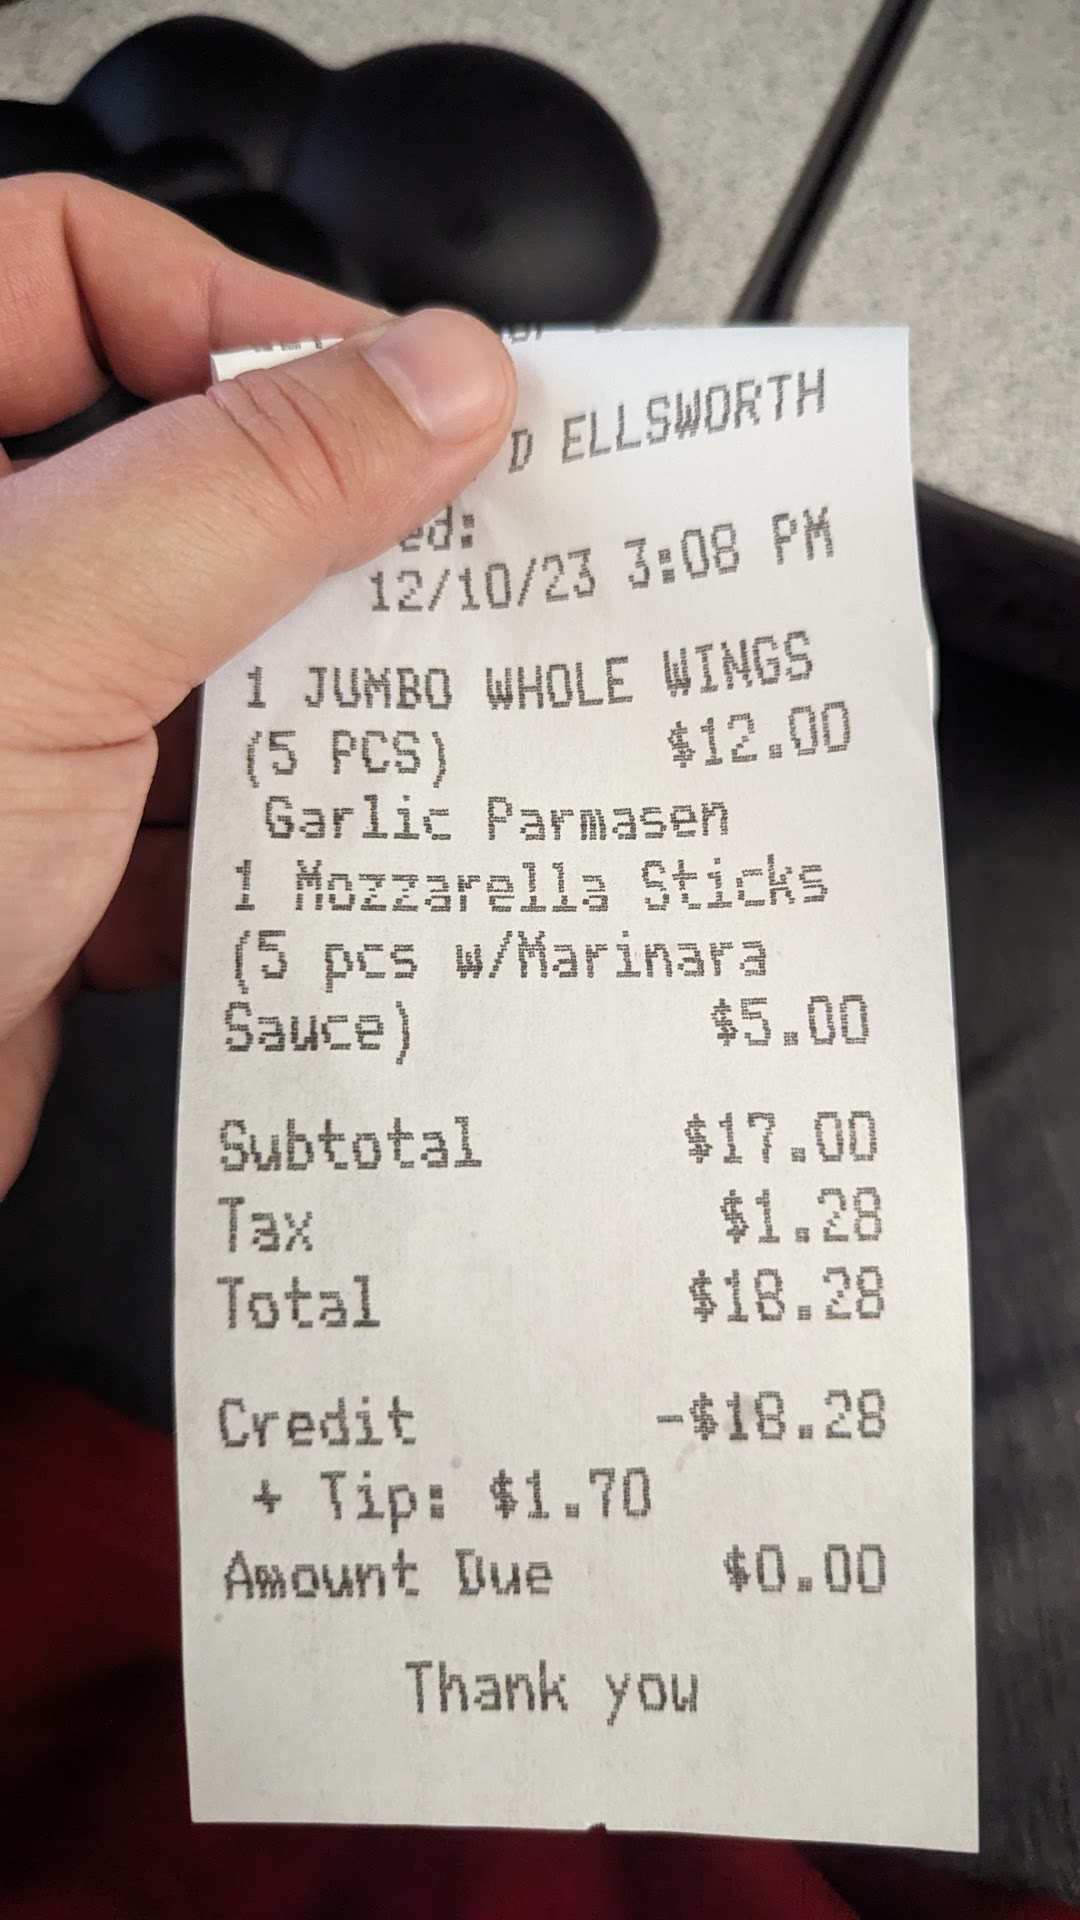 D ELLSWORTH
ed:
12/10/23 3:08 PM
1 JUMBO WHOLE WINGS
(5 PCS) $12.00
Garlic Parmasen
1 Mozzarella Sticks
(5 pcs w/Marinara
Sauce) $5.00
Subtotal $17.00
Tax $1.28
Total $18.28
Credit -$18.28
+ Tip: $1.70
Amount Due $0.00
Thank you